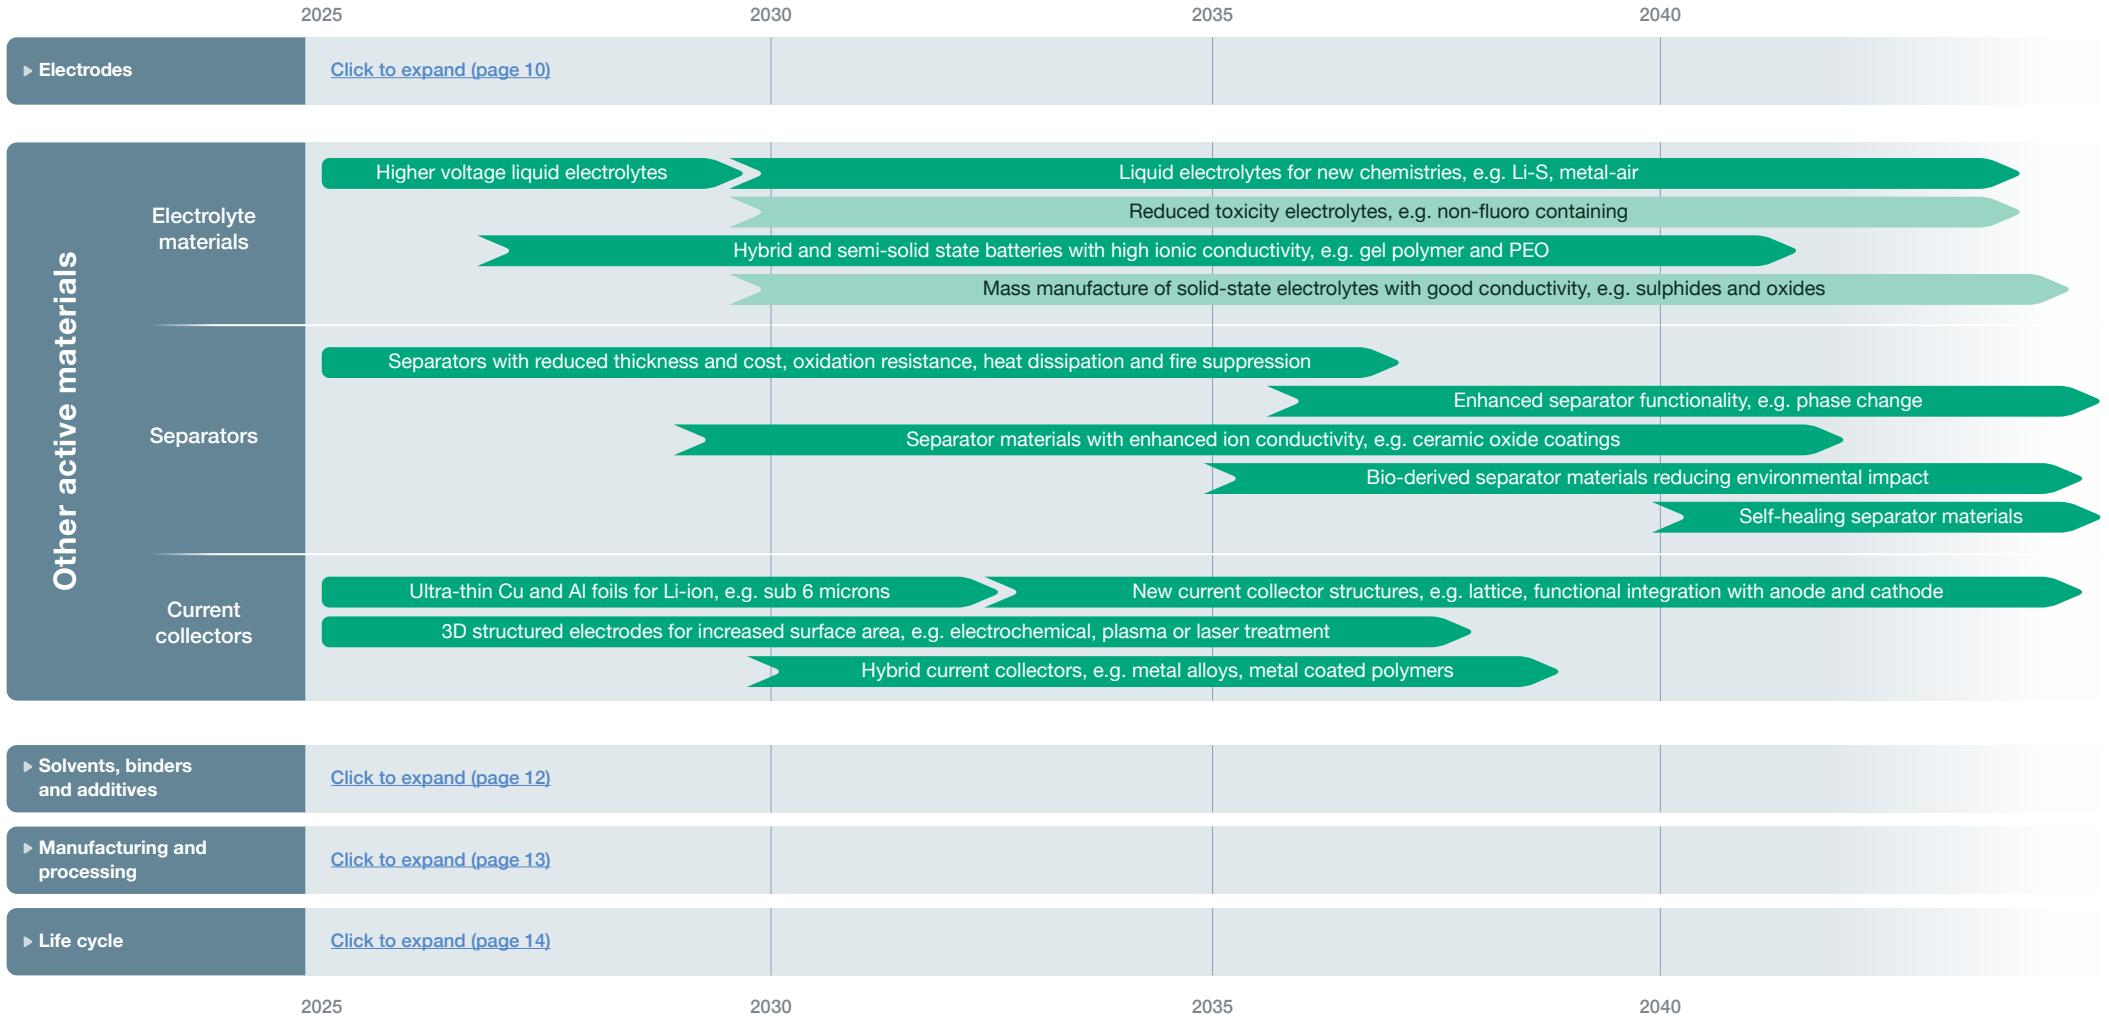 2025 2030 2035 2040
Electrodes
Click to expand (page 10)
Other active materials
Electrolyte
materials
Higher voltage liquid electrolytes
Liquid electrolytes for new chemistries, e.g. Li-S, metal-air
Reduced toxicity electrolytes, e.g. non-fluoro containing
Hybrid and semi-solid state batteries with high ionic conductivity, e.g. gel polymer and PEO
Mass manufacture of solid-state electrolytes with good conductivity, e.g. sulphides and oxides
Separators
Separators with reduced thickness and cost, oxidation resistance, heat dissipation and fire suppression
Enhanced separator functionality, e.g. phase change
Separator materials with enhanced ion conductivity, e.g. ceramic oxide coatings
Bio-derived separator materials reducing environmental impact
Self-healing separator materials
Current
collectors
Ultra-thin Cu and Al foils for Li-ion, e.g. sub 6 microns
New current collector structures, e.g. lattice, functional integration with anode and cathode
3D structured electrodes for increased surface area, e.g. electrochemical, plasma or laser treatment
Hybrid current collectors, e.g. metal alloys, metal coated polymers
Solvents, binders
and additives
Click to expand (page 12)
Manufacturing and
processing
Click to expand (page 13)
Life cycle
Click to expand (page 14)
2025 2030 2035 2040